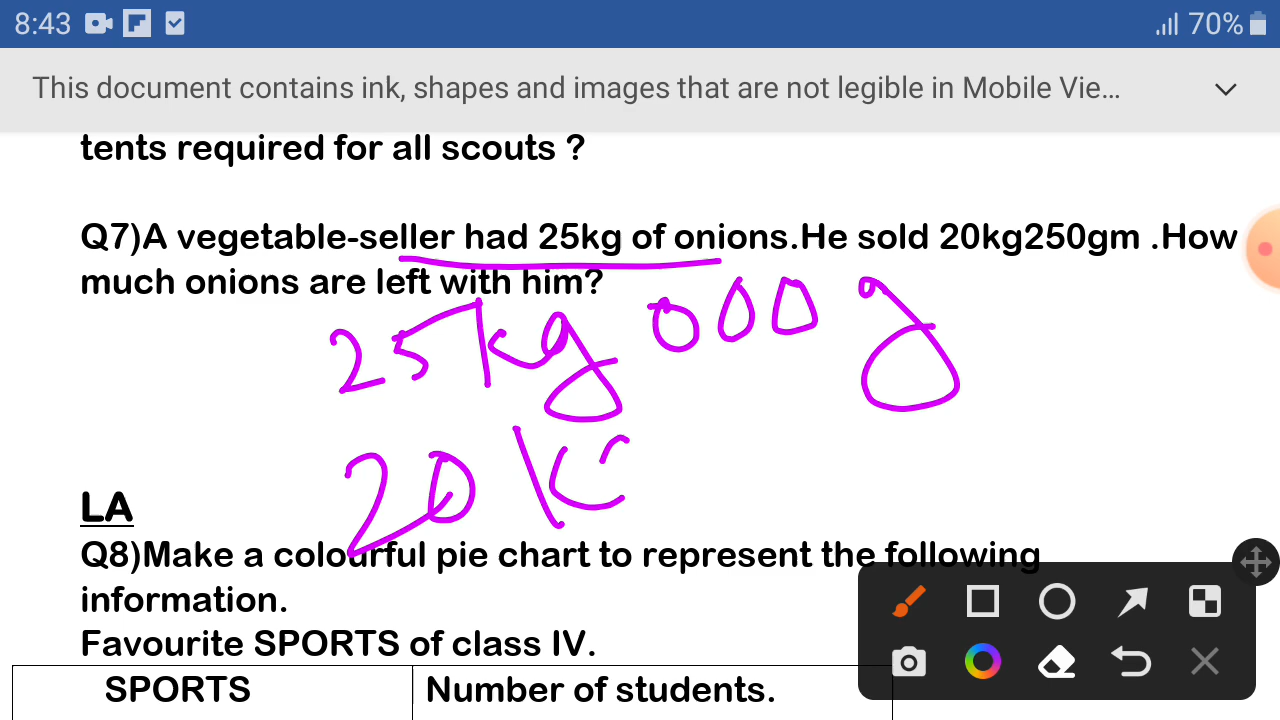 8:43 70%
This document contains ink, shapes and images that are not legible in Mobile Vie...
tents required for all scouts ?
Q7)A vegetable-seller had 25kg of onions.He sold 20kg250gm .How
much onions are left with him?
25kg 000 g
20 K
LA
Q8)Make a colourful pie chart to represent the following
information.
Favourite SPORTS of class IV.
SPORTS Number of students.